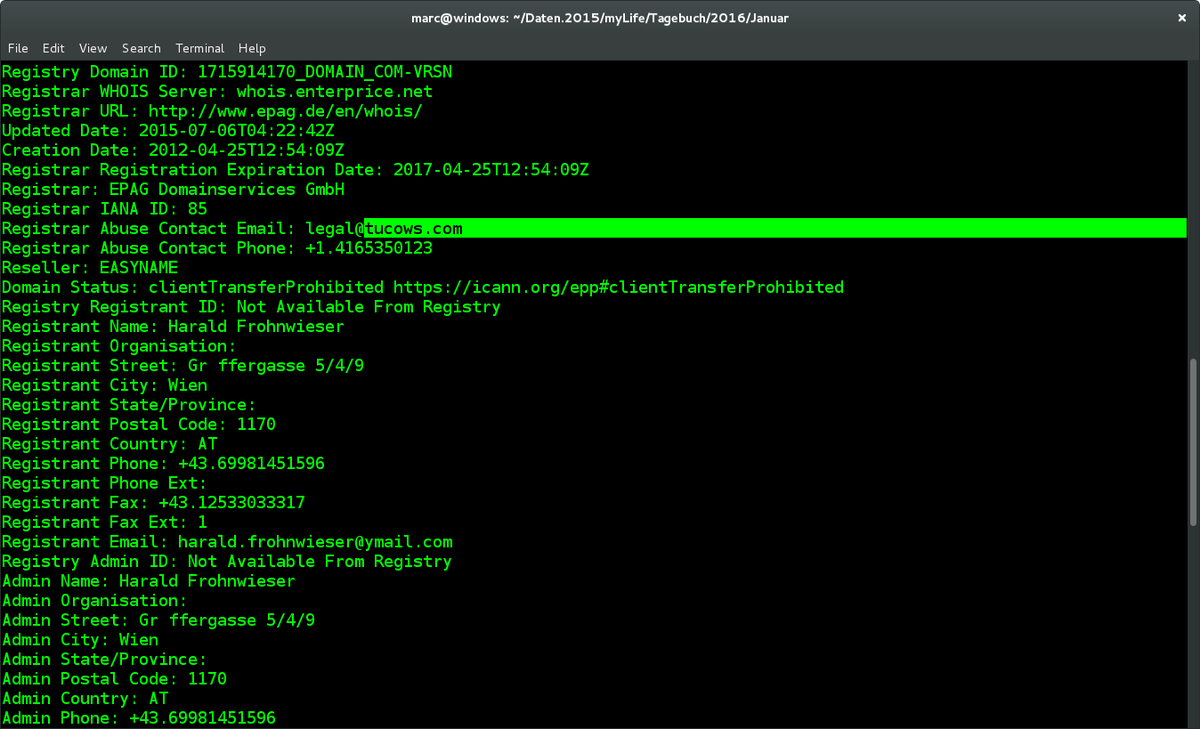 marc@windows: ~/Daten.2015/myLife/Tagebuch/2016/Januar
File Edit View Search Terminal Help
Registry Domain ID: 1715914170_DOMAIN_COM-VRSN
Registrar WHOIS Server: whois.enterprice.net
Registrar URL: http://www.epag.de/en/whois/
Updated Date: 2015-07-06T04:22:42Z
Creation Date: 2012-04-25T12:54:09Z
Registrar Registration Expiration Date: 2017-04-25T12:54:09Z
Registrar: EPAG Domainservices GmbH
Registrar IANA ID: 85
Registrar Abuse Contact Email: legal@tucows.com
Registrar Abuse Contact Phone: +1.4165350123
Reseller: EASYNAME
Domain Status: clientTransferProhibited https://icann.org/epp#clientTransferProhibited
Registry Registrant ID: Not Available From Registry
Registrant Name: Harald Frohnwieser
Registrant Organisation:
Registrant Street: Gr ffergasse 5/4/9
Registrant City: Wien
Registrant State/Province:
Registrant Postal Code: 1170
Registrant Country: AT
Registrant Phone: +43.69981451596
Registrant Phone Ext:
Registrant Fax: +43.12533033317
Registrant Fax Ext: 1
Registrant Email: harald.frohnwieser@ymail.com
Registry Admin ID: Not Available From Registry
Admin Name: Harald Frohnwieser
Admin Organisation:
Admin Street: Gr ffergasse 5/4/9
Admin City: Wien
Admin State/Province:
Admin Postal Code: 1170
Admin Country: AT
Admin Phone: +43.69981451596